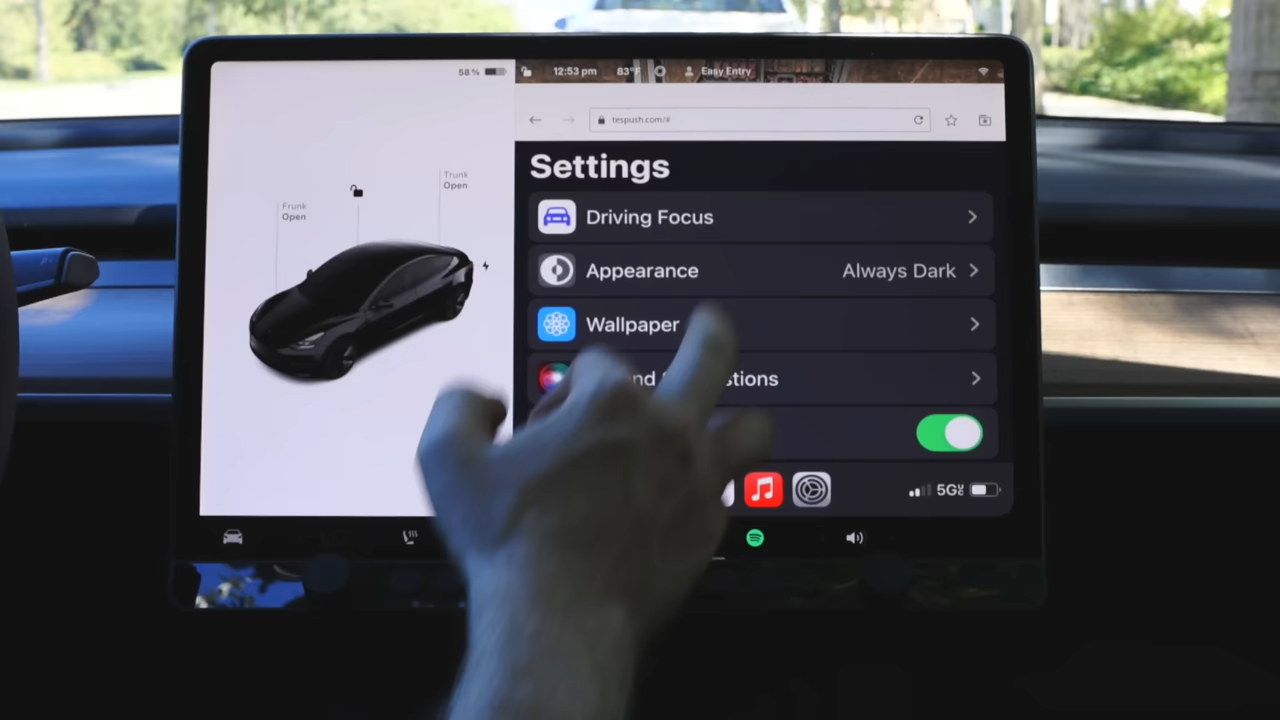 58%
12:53 pm 83°F Easy Entry
tespush.com/#
Trunk
Open
Frunk
Open
Settings
Driving Focus
Appearance Always Dark
Wallpaper
5G